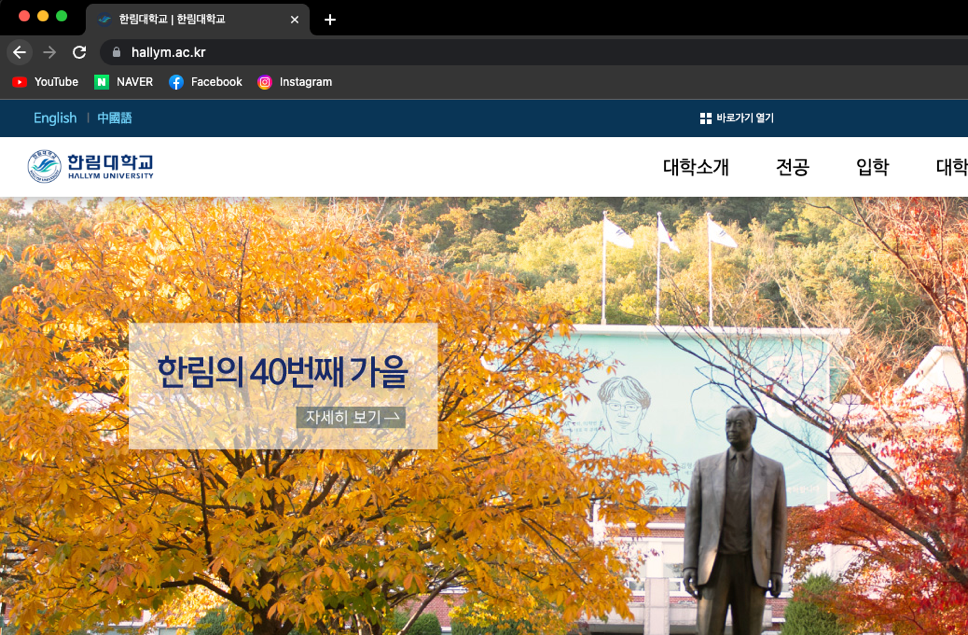 한림대학교 | 한림대학교
hallym.ac.kr
YouTube NAVER Facebook Instagram
English | 中國語 바로가기 열기
한림대학교 대학소개 전공 입학 대학
HALLYM UNIVERSITY
한림의 40번째 가을
자세히 보기